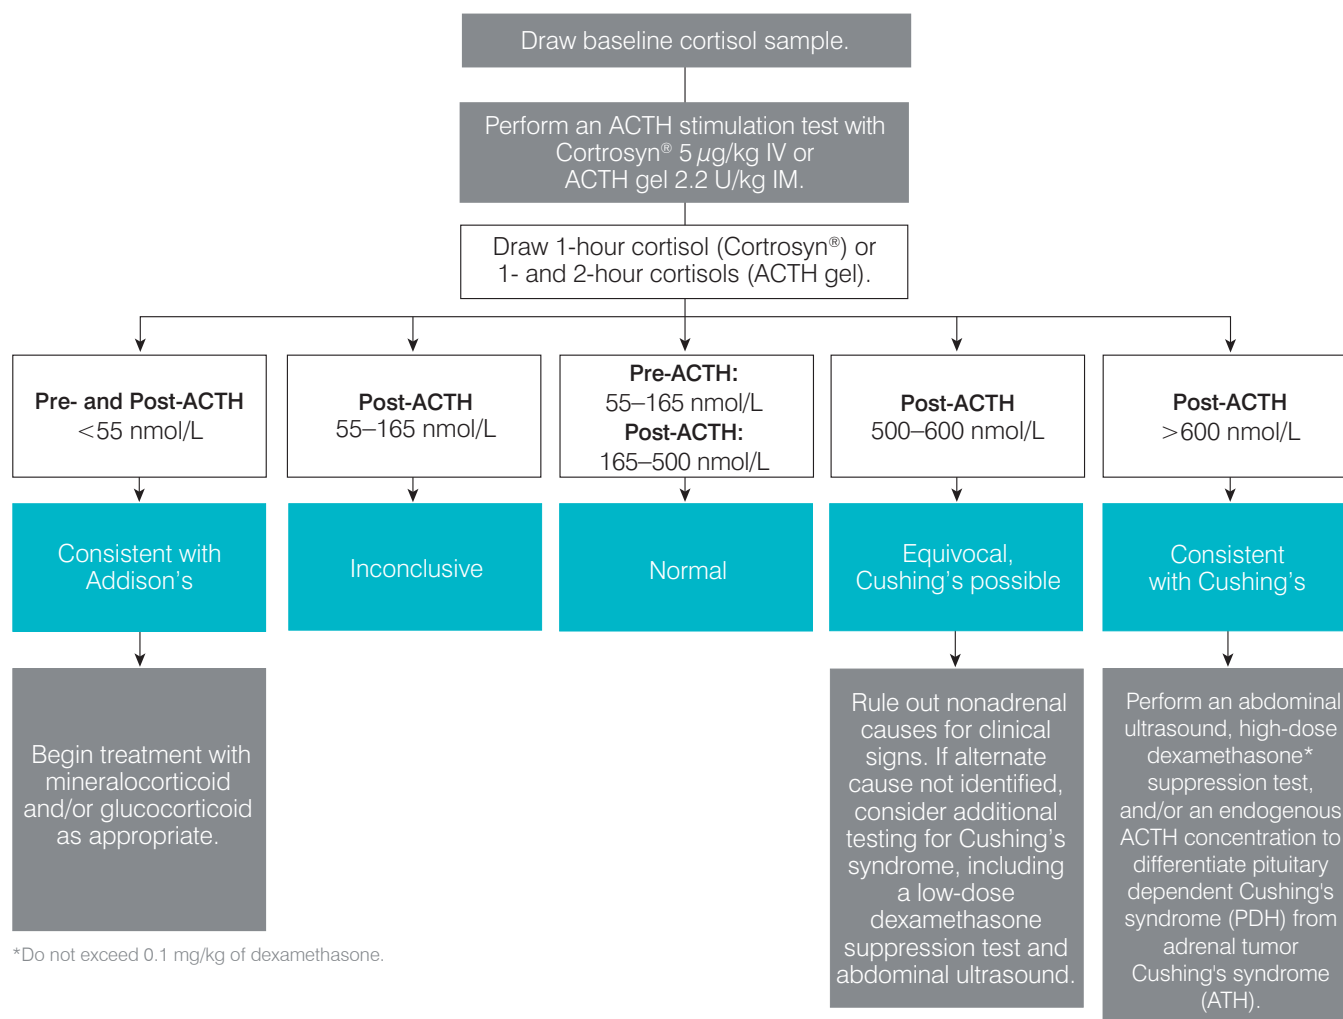 Draw baseline cortisol sample.
Perform an ACTH stimulation test with
Cortrosyn® 5 µg/kg IV or
ACTH gel 2.2 U/kg IM.
Draw 1-hour cortisol (Cortrosyn®) or
1- and 2-hour cortisols (ACTH gel).
Pre- and Post-ACTH
<55 nmol/L
Post-ACTH
55–165 nmol/L
Pre-ACTH:
55–165 nmol/L
Post-ACTH:
165–500 nmol/L
Post-ACTH
500–600 nmol/L
Post-ACTH
>600 nmol/L
Consistent with
Addison’s
Inconclusive
Normal
Equivocal,
Cushing’s possible
Consistent
with Cushing’s
Begin treatment with
mineralocorticoid
and/or glucocorticoid
as appropriate.
Rule out nonadrenal
causes for clinical
signs. If alternate
cause not identified,
consider additional
testing for Cushing’s
syndrome, including
a low-dose
dexamethasone
suppression test and
abdominal ultrasound.
Perform an abdominal
ultrasound, high-dose
dexamethasone*
suppression test,
and/or an endogenous
ACTH concentration to
differentiate pituitary
dependent Cushing's
syndrome (PDH) from
adrenal tumor
Cushing's syndrome
(ATH).
*Do not exceed 0.1 mg/kg of dexamethasone.